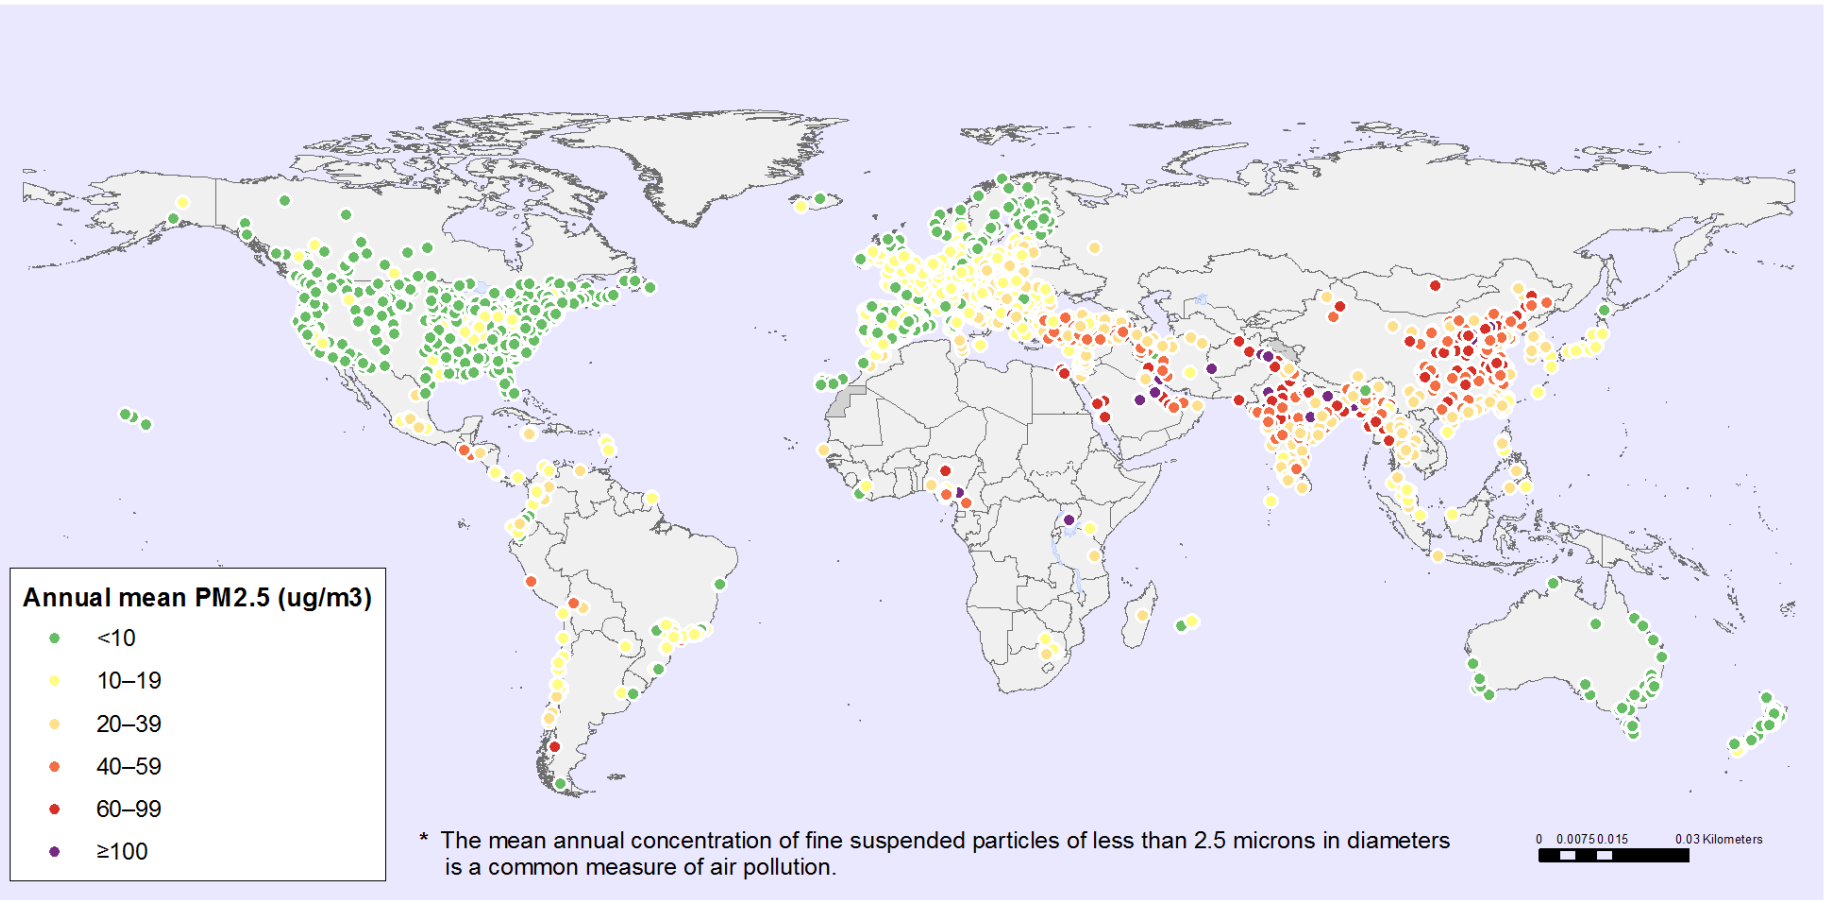 Annual mean PM2.5 (ug/m3)
<10
10–19
20–39
40–59
60–99
≥100
* The mean annual concentration of fine suspended particles of less than 2.5 microns in diameters
is a common measure of air pollution.
0 0.0075 0.015 0.03 Kilometers